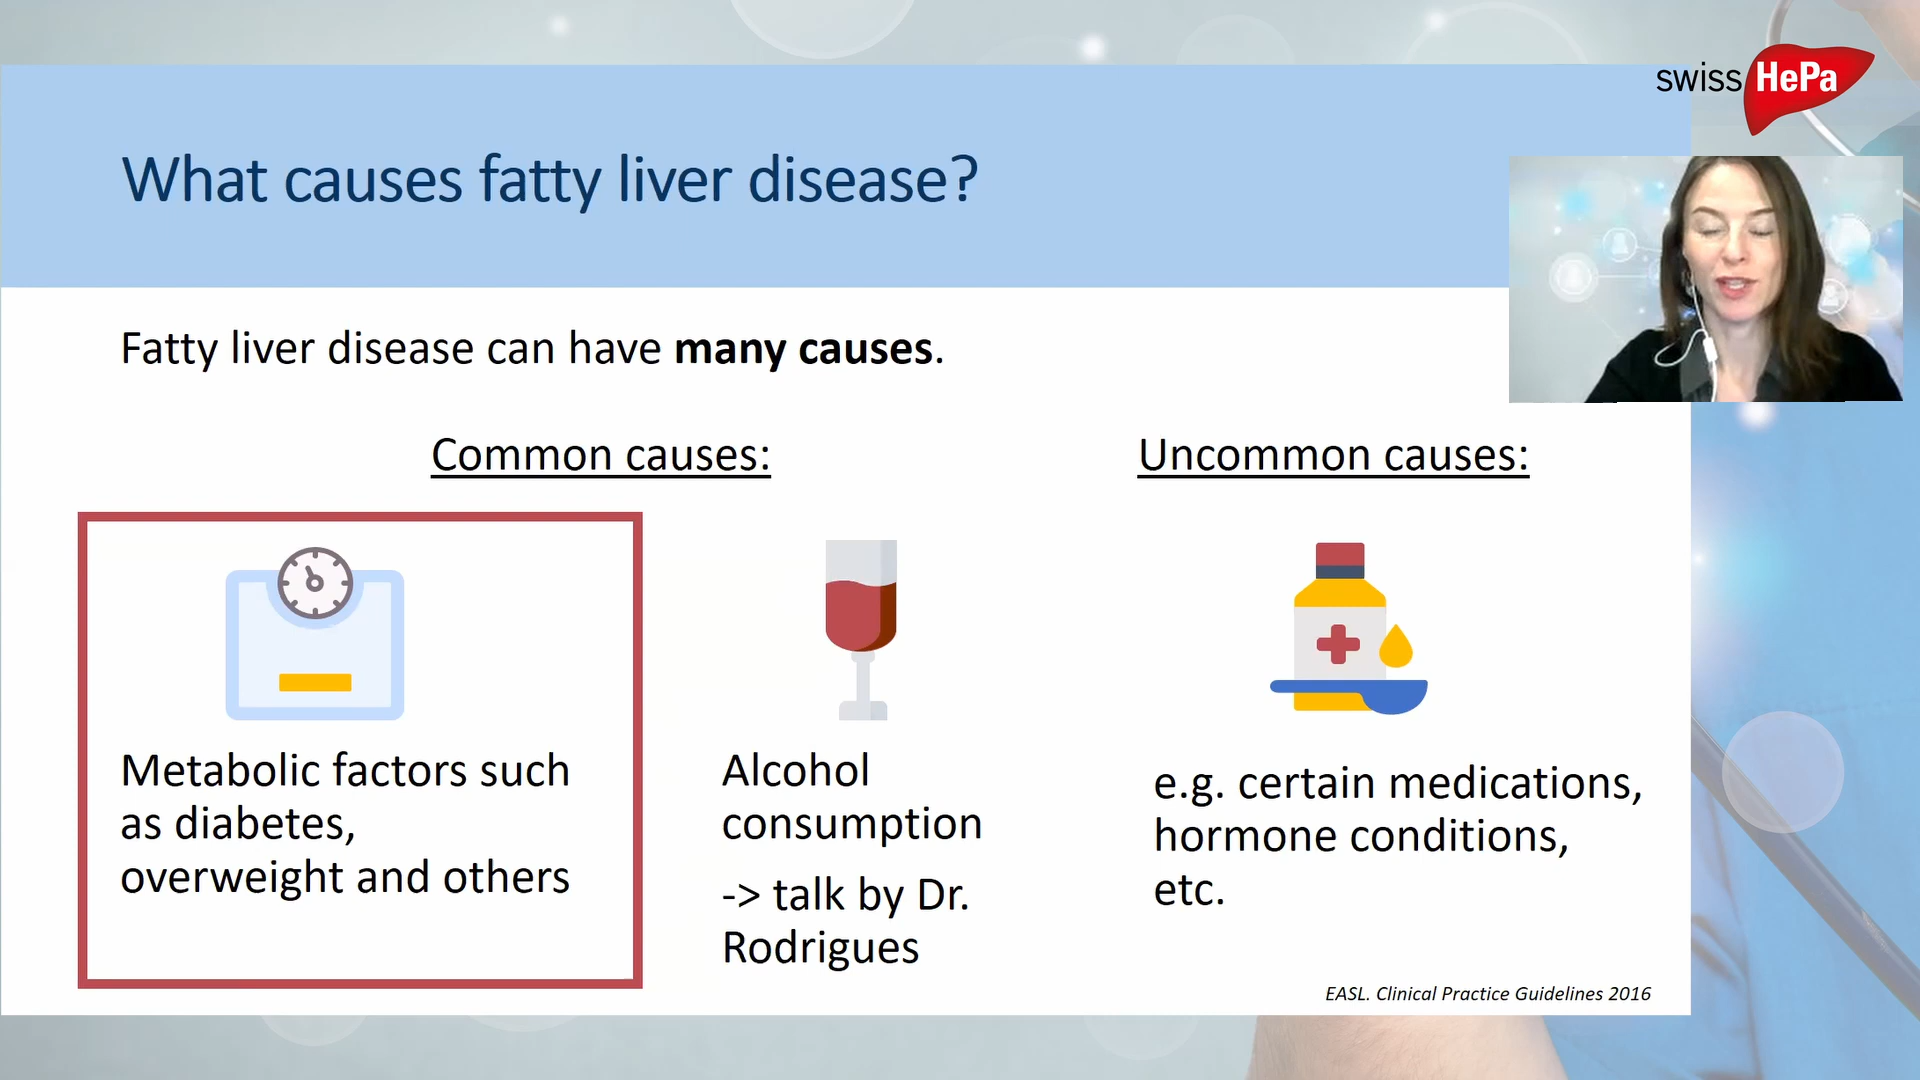 swiss HePa
What causes fatty liver disease?
Fatty liver disease can have many causes.
Common causes:
Uncommon causes:
Metabolic factors such
as diabetes,
overweight and others
Alcohol
consumption
-> talk by Dr.
Rodrigues
e.g. certain medications,
hormone conditions,
etc.
EASL. Clinical Practice Guidelines 2016